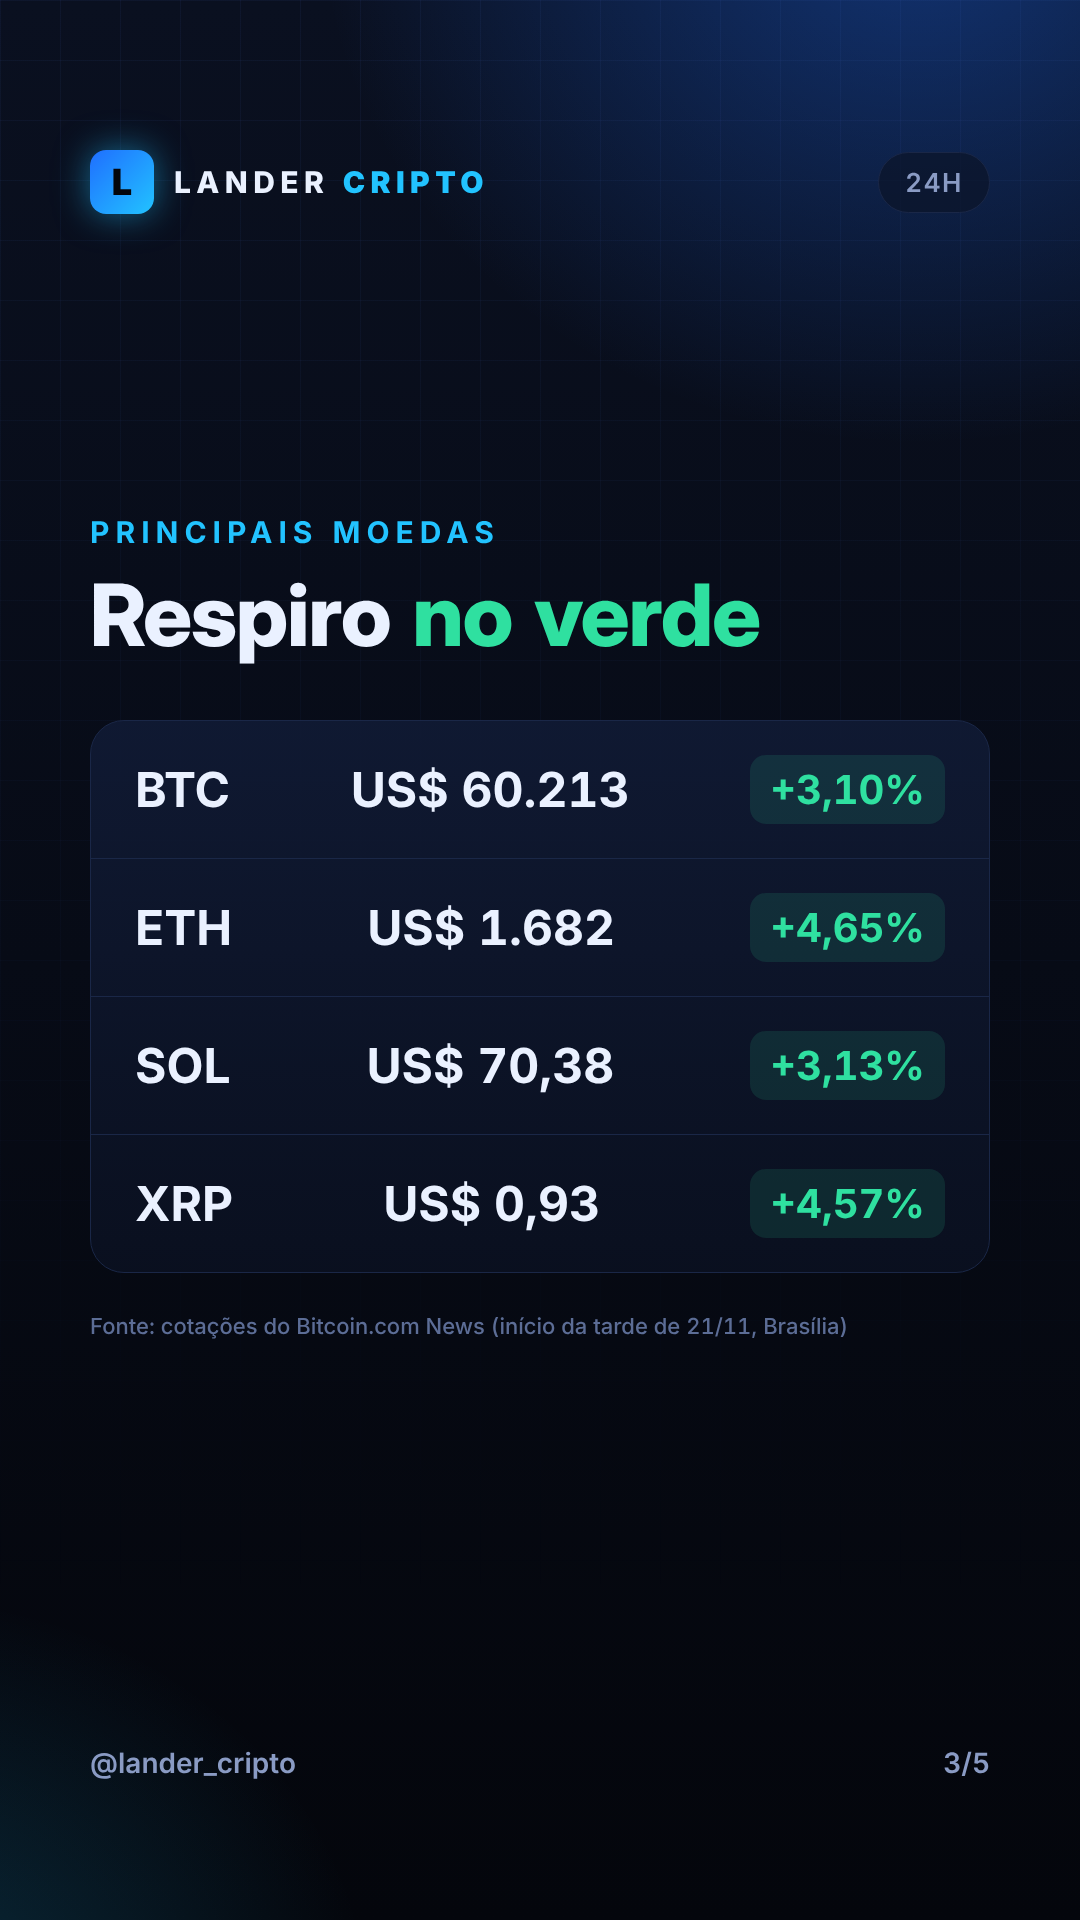 L LANDER CRIPTO 24H
PRINCIPAIS MOEDAS
Respiro no verde
BTC US$ 60.213 +3,10%
ETH US$ 1.682 +4,65%
SOL US$ 70,38 +3,13%
XRP US$ 0,93 +4,57%
Fonte: cotações do Bitcoin.com News (início da tarde de 21/11, Brasília)
@lander_cripto 3/5